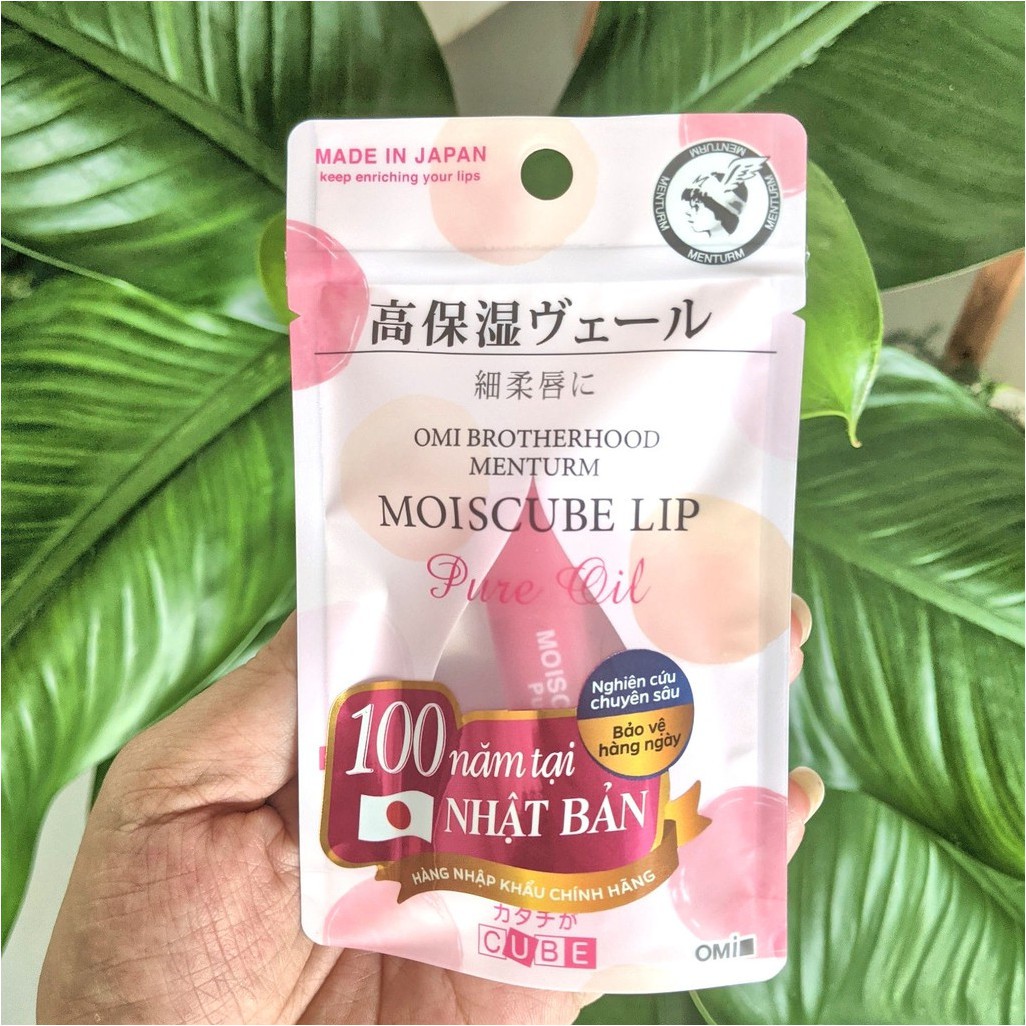 MADE IN JAPAN
keep enriching your lips
MENTURM
MENTURM
MENTURM
MENTURM
高保湿ヴェール
細柔唇に
OMI BROTHERHOOD
MENTURM
MOISCUBE LIP
Pure Oil
MOISC
Nghiên cứu
chuyên sâu
Bảo vệ
hàng ngày
100 năm tại
NHẬT BẢN
HÀNG NHẬP KHẨU CHÍNH HÃNG
カタチが
CUBE
OMi